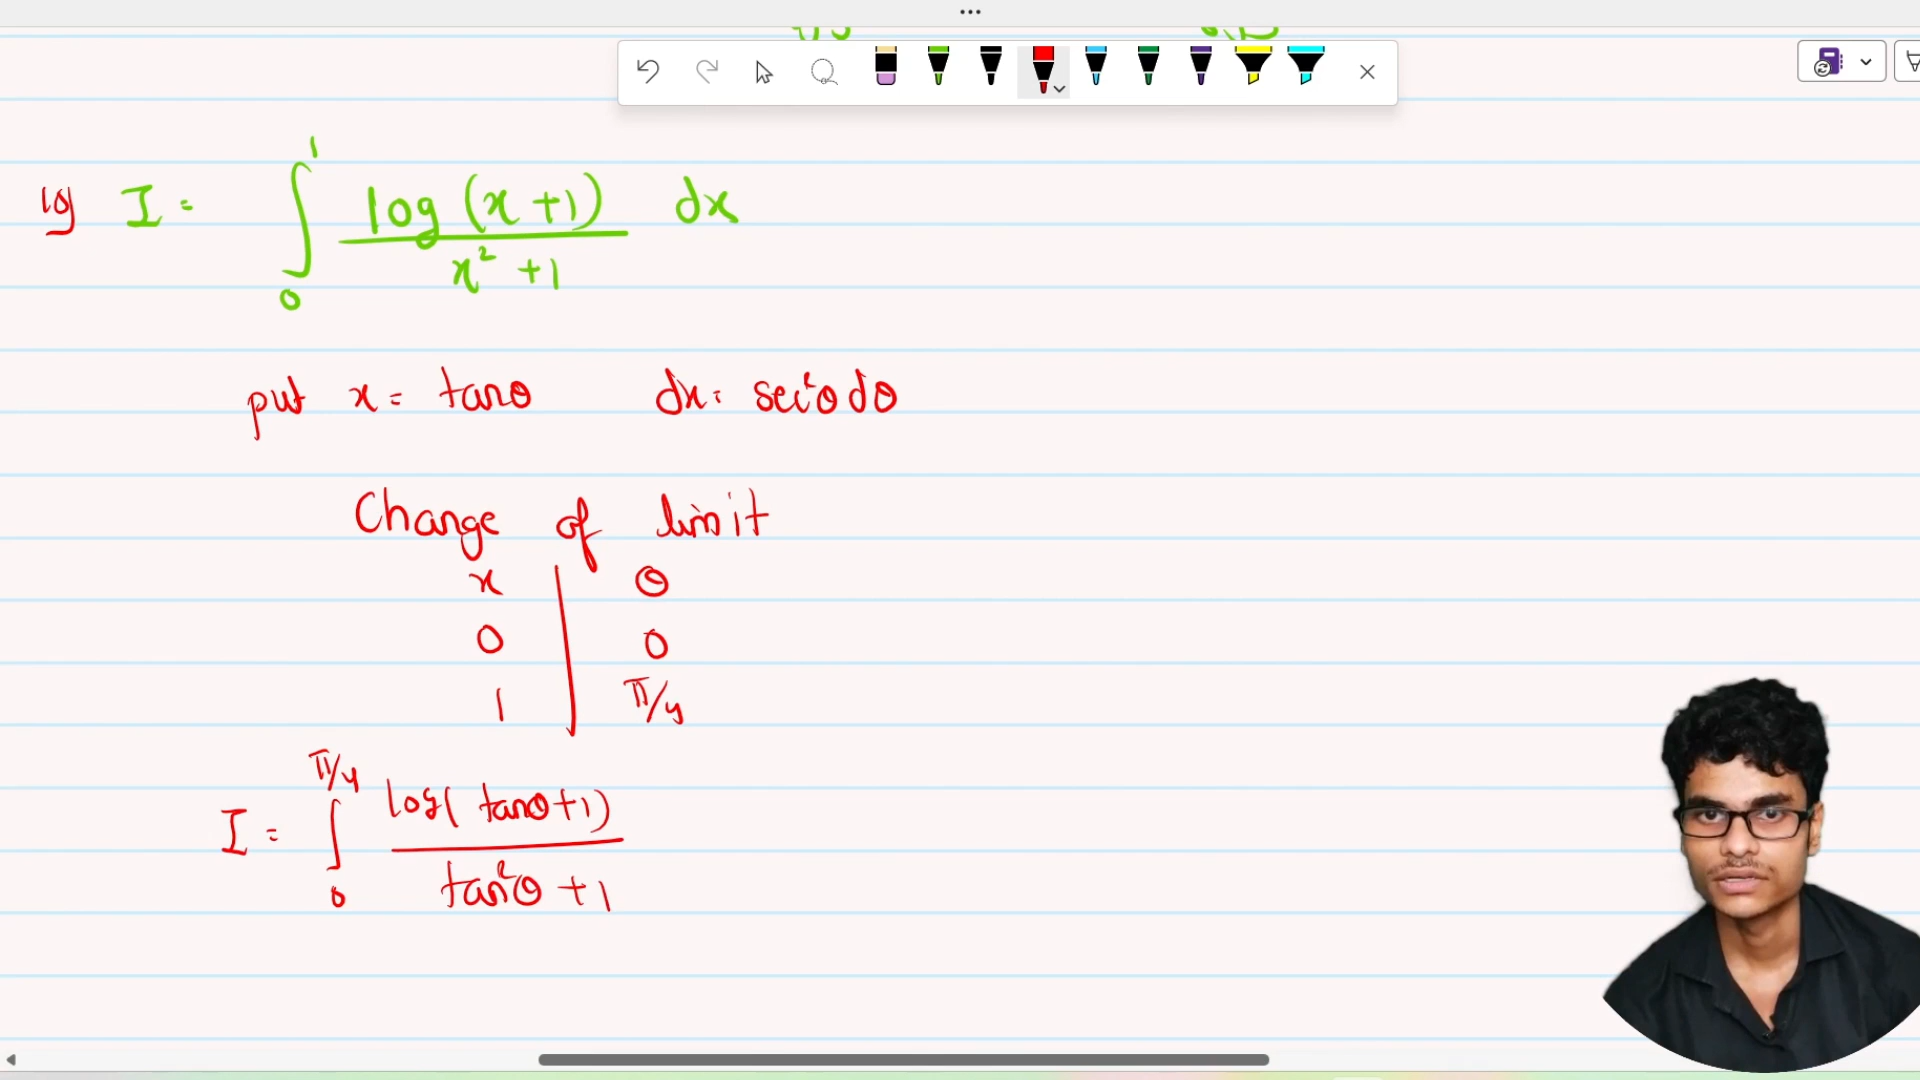 let I = ∫₀¹ log (x+1) / x² + 1 dx
put x = tanθ dx = sec²θ dθ
Change of limit
x | θ
0 | 0
1 | π/4
I = ∫₀^π/4 log( tanθ+1) / tan²θ + 1